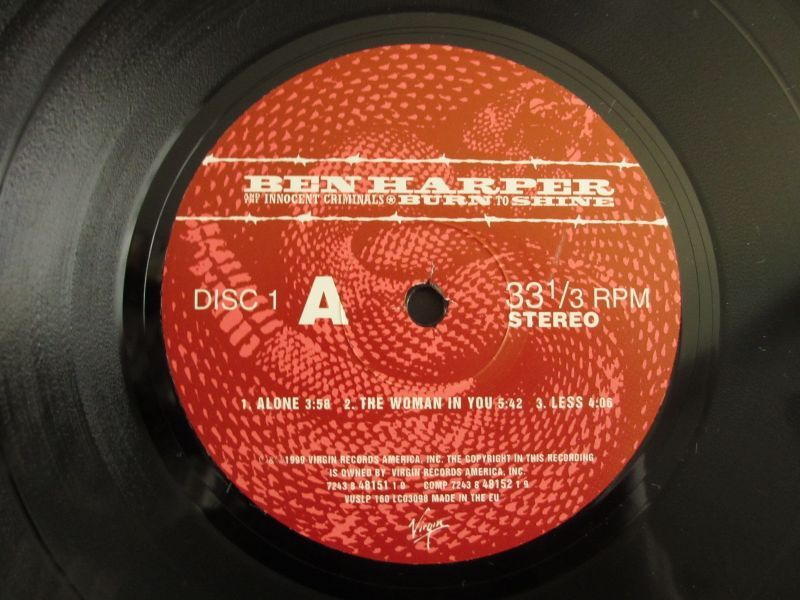 BEN HARPER
AND INNOCENT CRIMINALS BURN TO SHINE
DISC 1 A 33 1/3 RPM
STEREO
1. ALONE 3:58 2. THE WOMAN IN YOU 5:42 3. LESS 4:06
1999 VIRGIN RECORDS AMERICA, INC. THE COPYRIGHT IN THIS RECORDING
IS OWNED BY VIRGIN RECORDS AMERICA, INC.
7243 8 48151 1 0 COMP 7243 8 48152 1 9
VUSLP 160 LC03098 MADE IN THE EU
Virgin